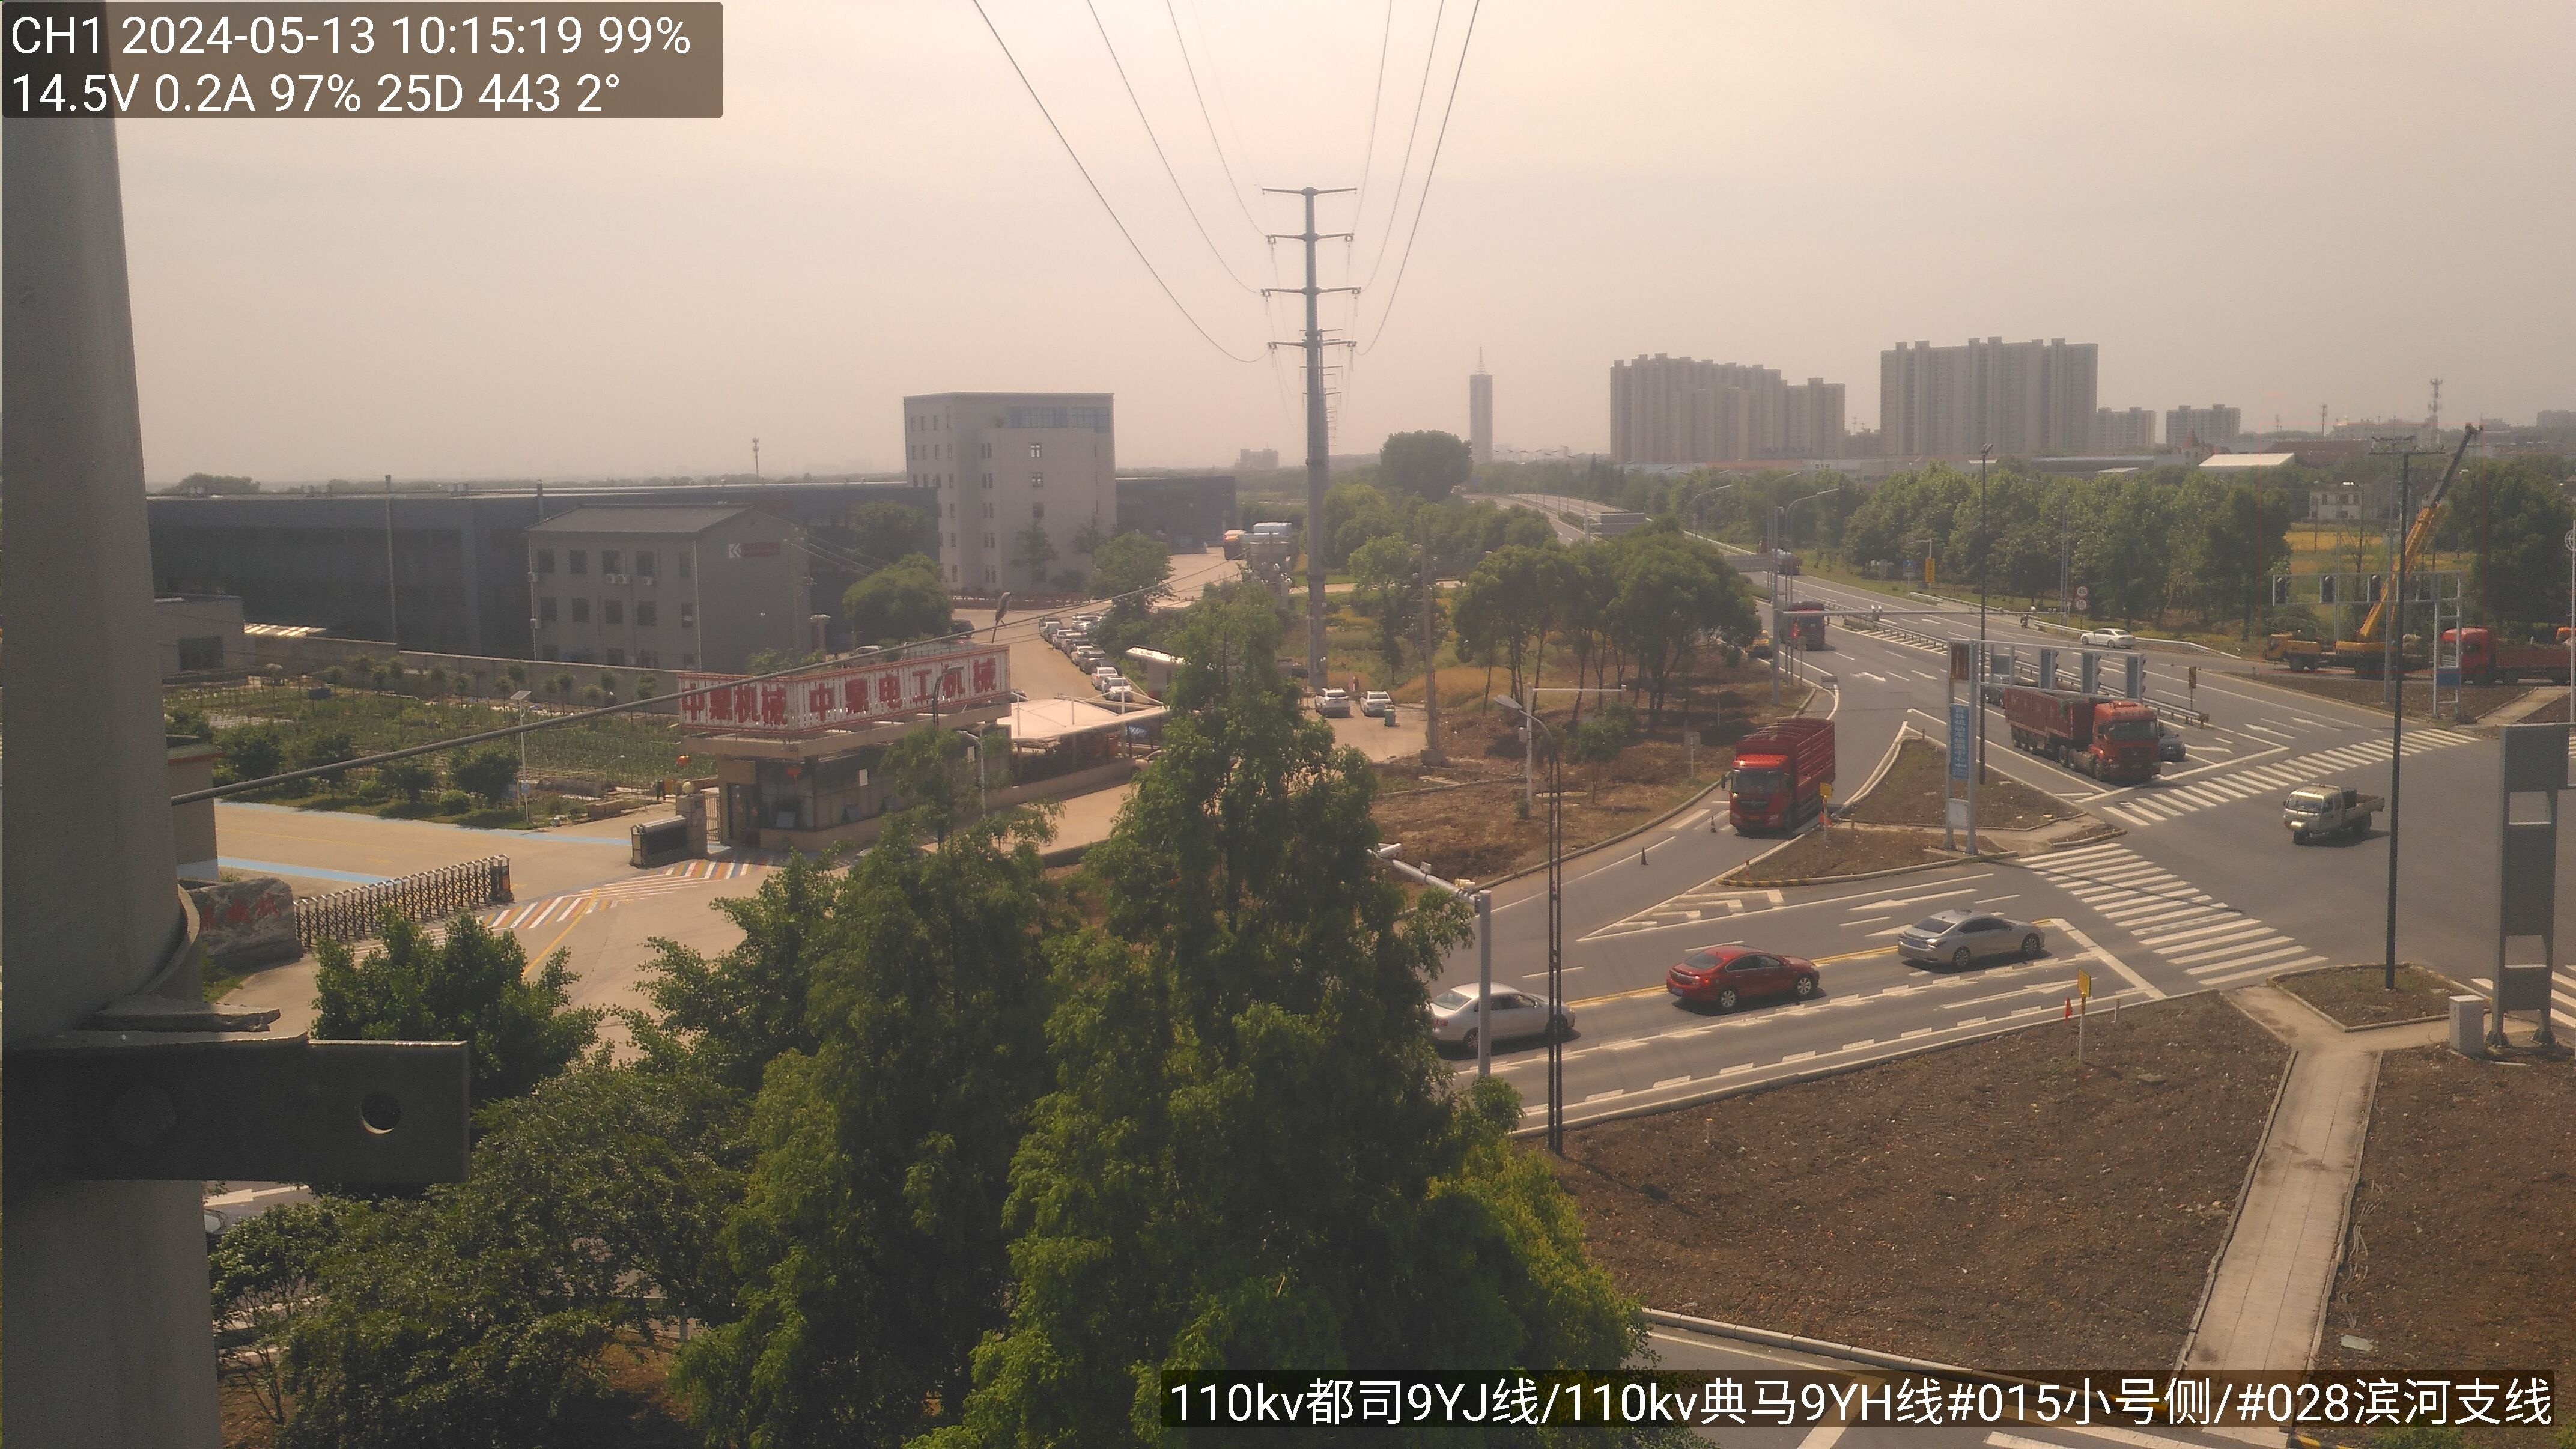 CH1 2024-05-13 10:15:19 99%
14.5V 0.2A 97% 25D 443 2°
机械 中 电工机械
110kv都司9YJ线/110kv典马9YH线#015小号侧/#028滨河支线